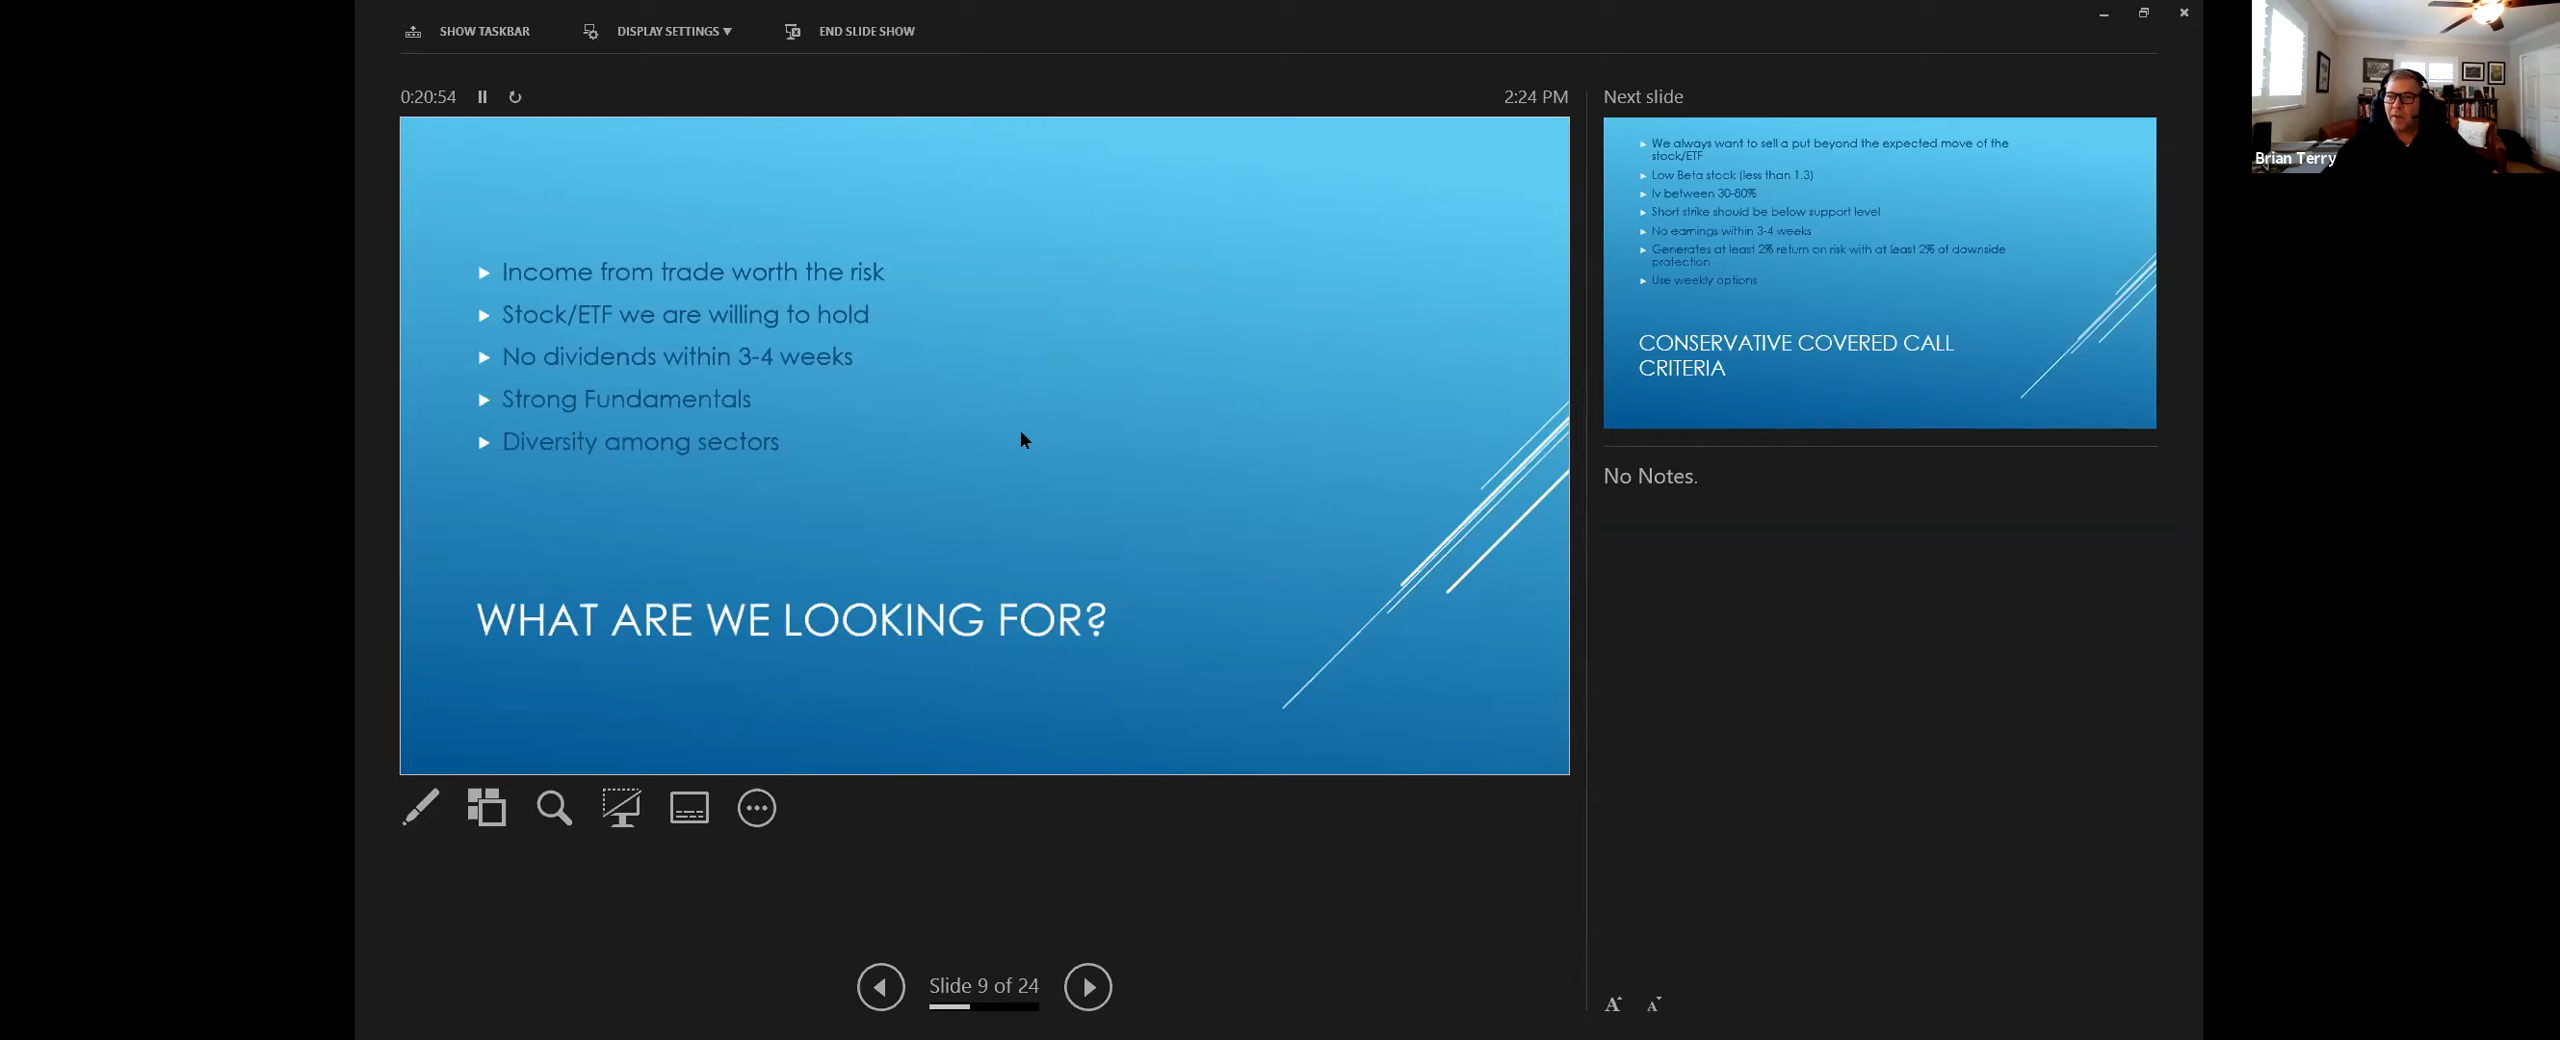 SHOW TASKBAR
DISPLAY SETTINGS ▼
END SLIDE SHOW
0:20:54
2:24 PM
Income from trade worth the risk
Stock/ETF we are willing to hold
No dividends within 3-4 weeks
Strong Fundamentals
Diversity among sectors
WHAT ARE WE LOOKING FOR?
Slide 9 of 24
Next slide
We always want to sell a put beyond the expected move of the
stock/ETF
Low Beta stock (less than 1.3)
Iv between 30-80%
Short strike should be below support level
No earnings within 3-4 weeks
Generates at least 2% return on risk with at least 2% of downside
protection
Use weekly options
CONSERVATIVE COVERED CALL
CRITERIA
No Notes.
A A
Brian Terry